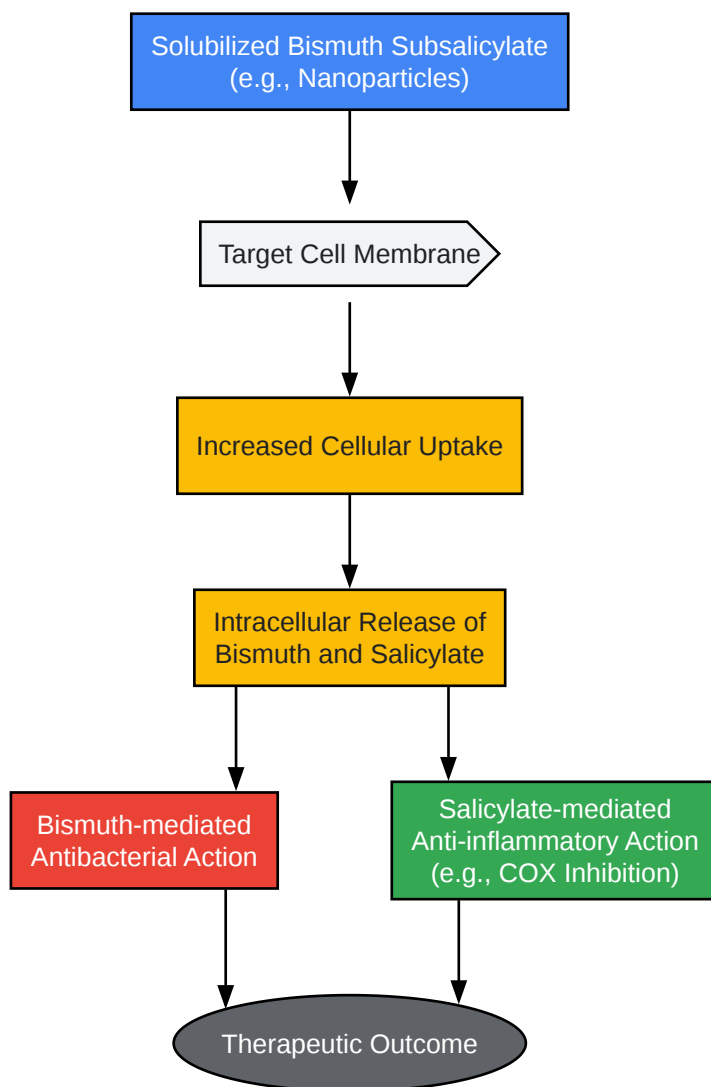 Solubilized Bismuth Subsalicylate
(e.g., Nanoparticles)
Target Cell Membrane
Increased Cellular Uptake
Intracellular Release of
Bismuth and Salicylate
Bismuth-mediated
Antibacterial Action
Salicylate-mediated
Anti-inflammatory Action
(e.g., COX Inhibition)
Therapeutic Outcome